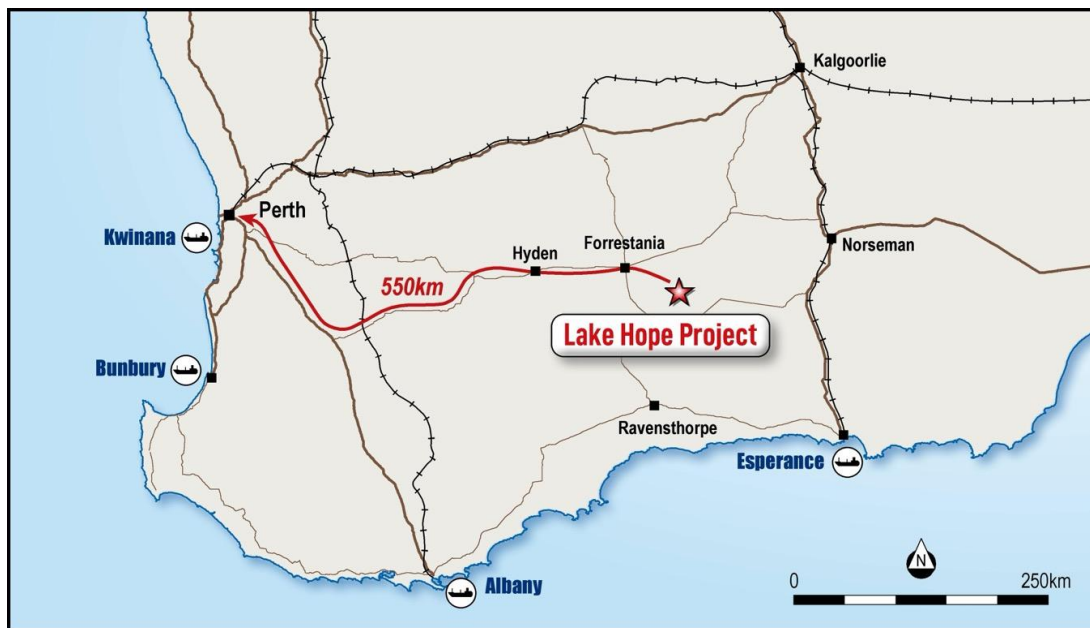 Kalgoorlie
Perth
Kwinana
Hyden
Forrestania
Norseman
550km
Lake Hope Project
Bunbury
Ravensthorpe
Esperance
N
0
250km
Albany